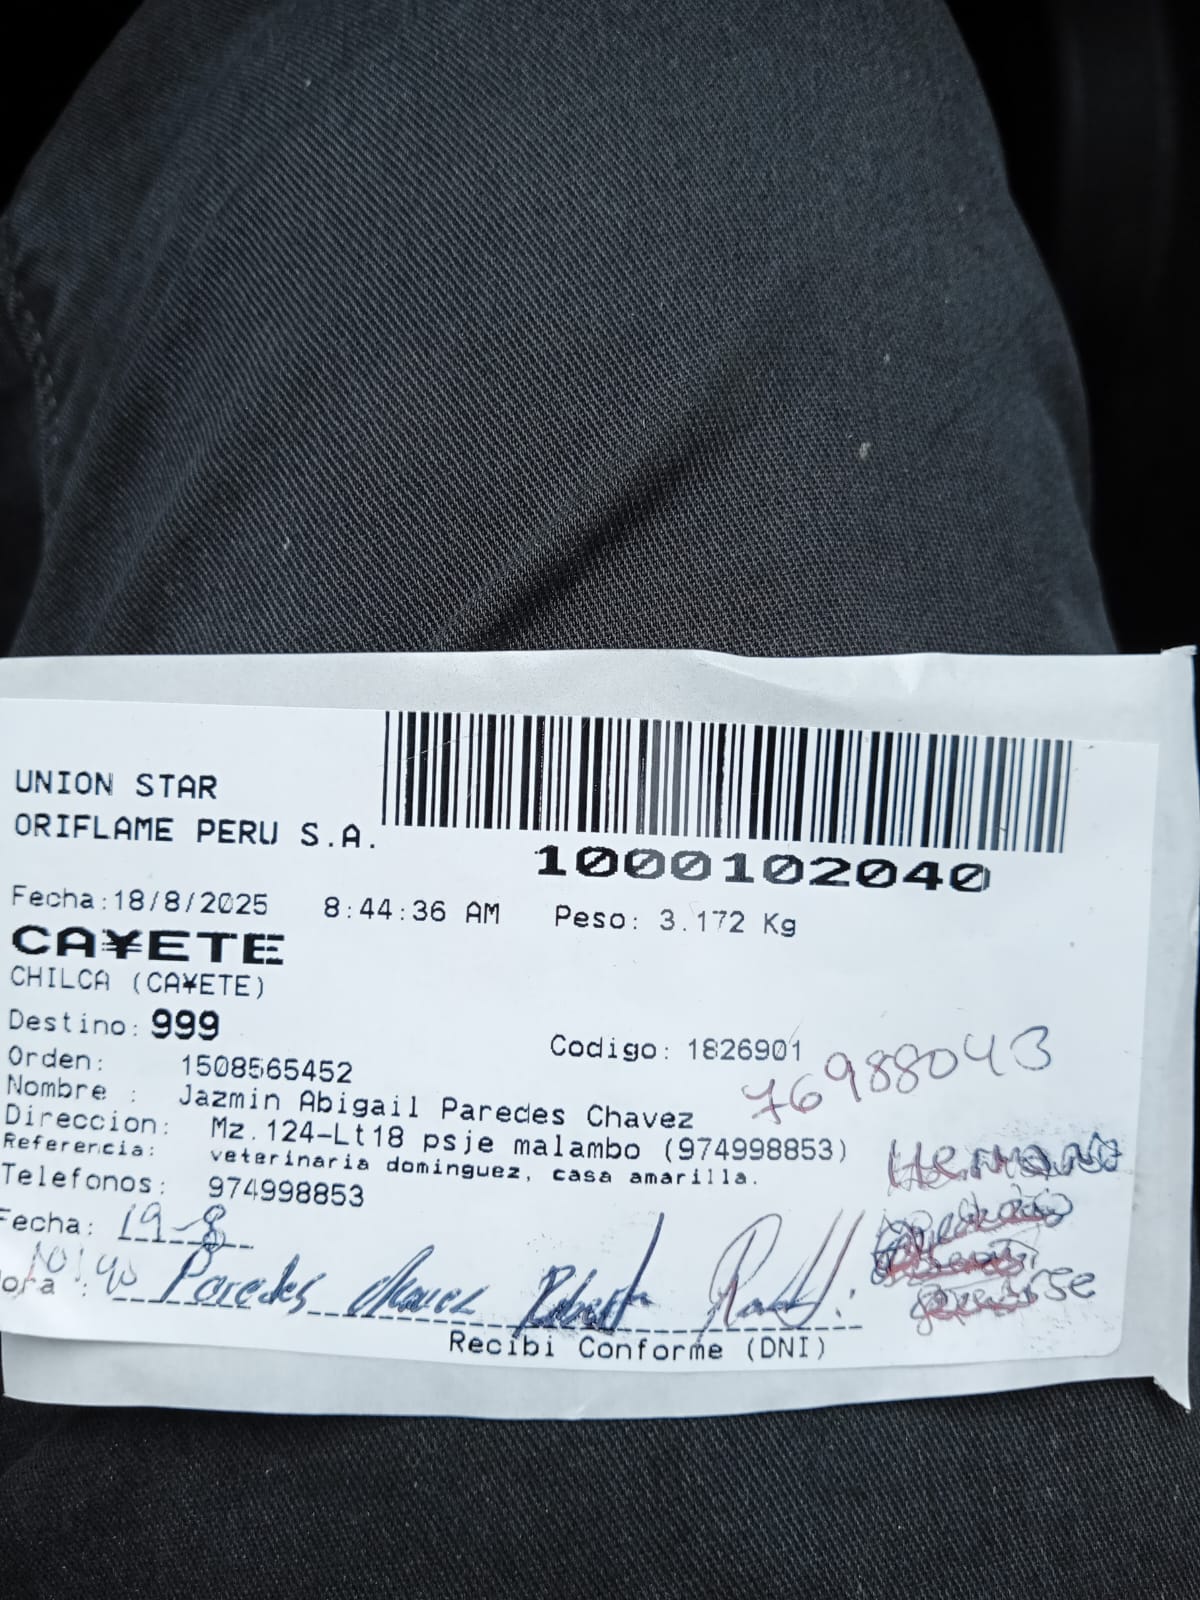 UNION STAR
ORIFLAME PERU S.A.
1000102040
Fecha:18/8/2025 8:44:36 AM Peso: 3.172 Kg
CA¥ETE
CHILCA (CA¥ETE)
Destino: 999
Codigo: 1826901
Orden: 1508565452
76988043
Nombre : Jazmin Abigail Paredes Chavez
Direccion: Mz.124-Lt18 psje malambo (974998853)
Referencia: veterinaria dominguez, casa amarilla.
Hermano
Telefonos: 974998853
Fecha: 19-8
ora : 10:40 Paredes Chavez Roberto
Recibi Conforme (DNI)